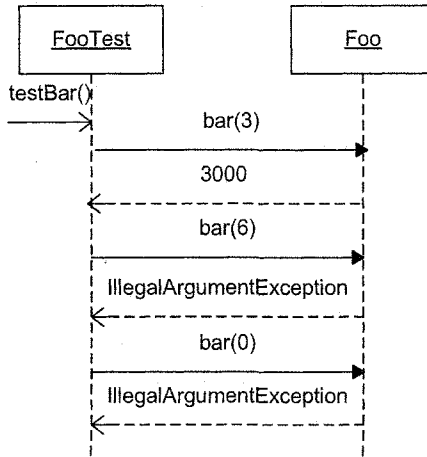 FooTest
Foo
testBar()
bar(3)
3000
bar(6)
IllegalArgumentException
bar(0)
IllegalArgumentException